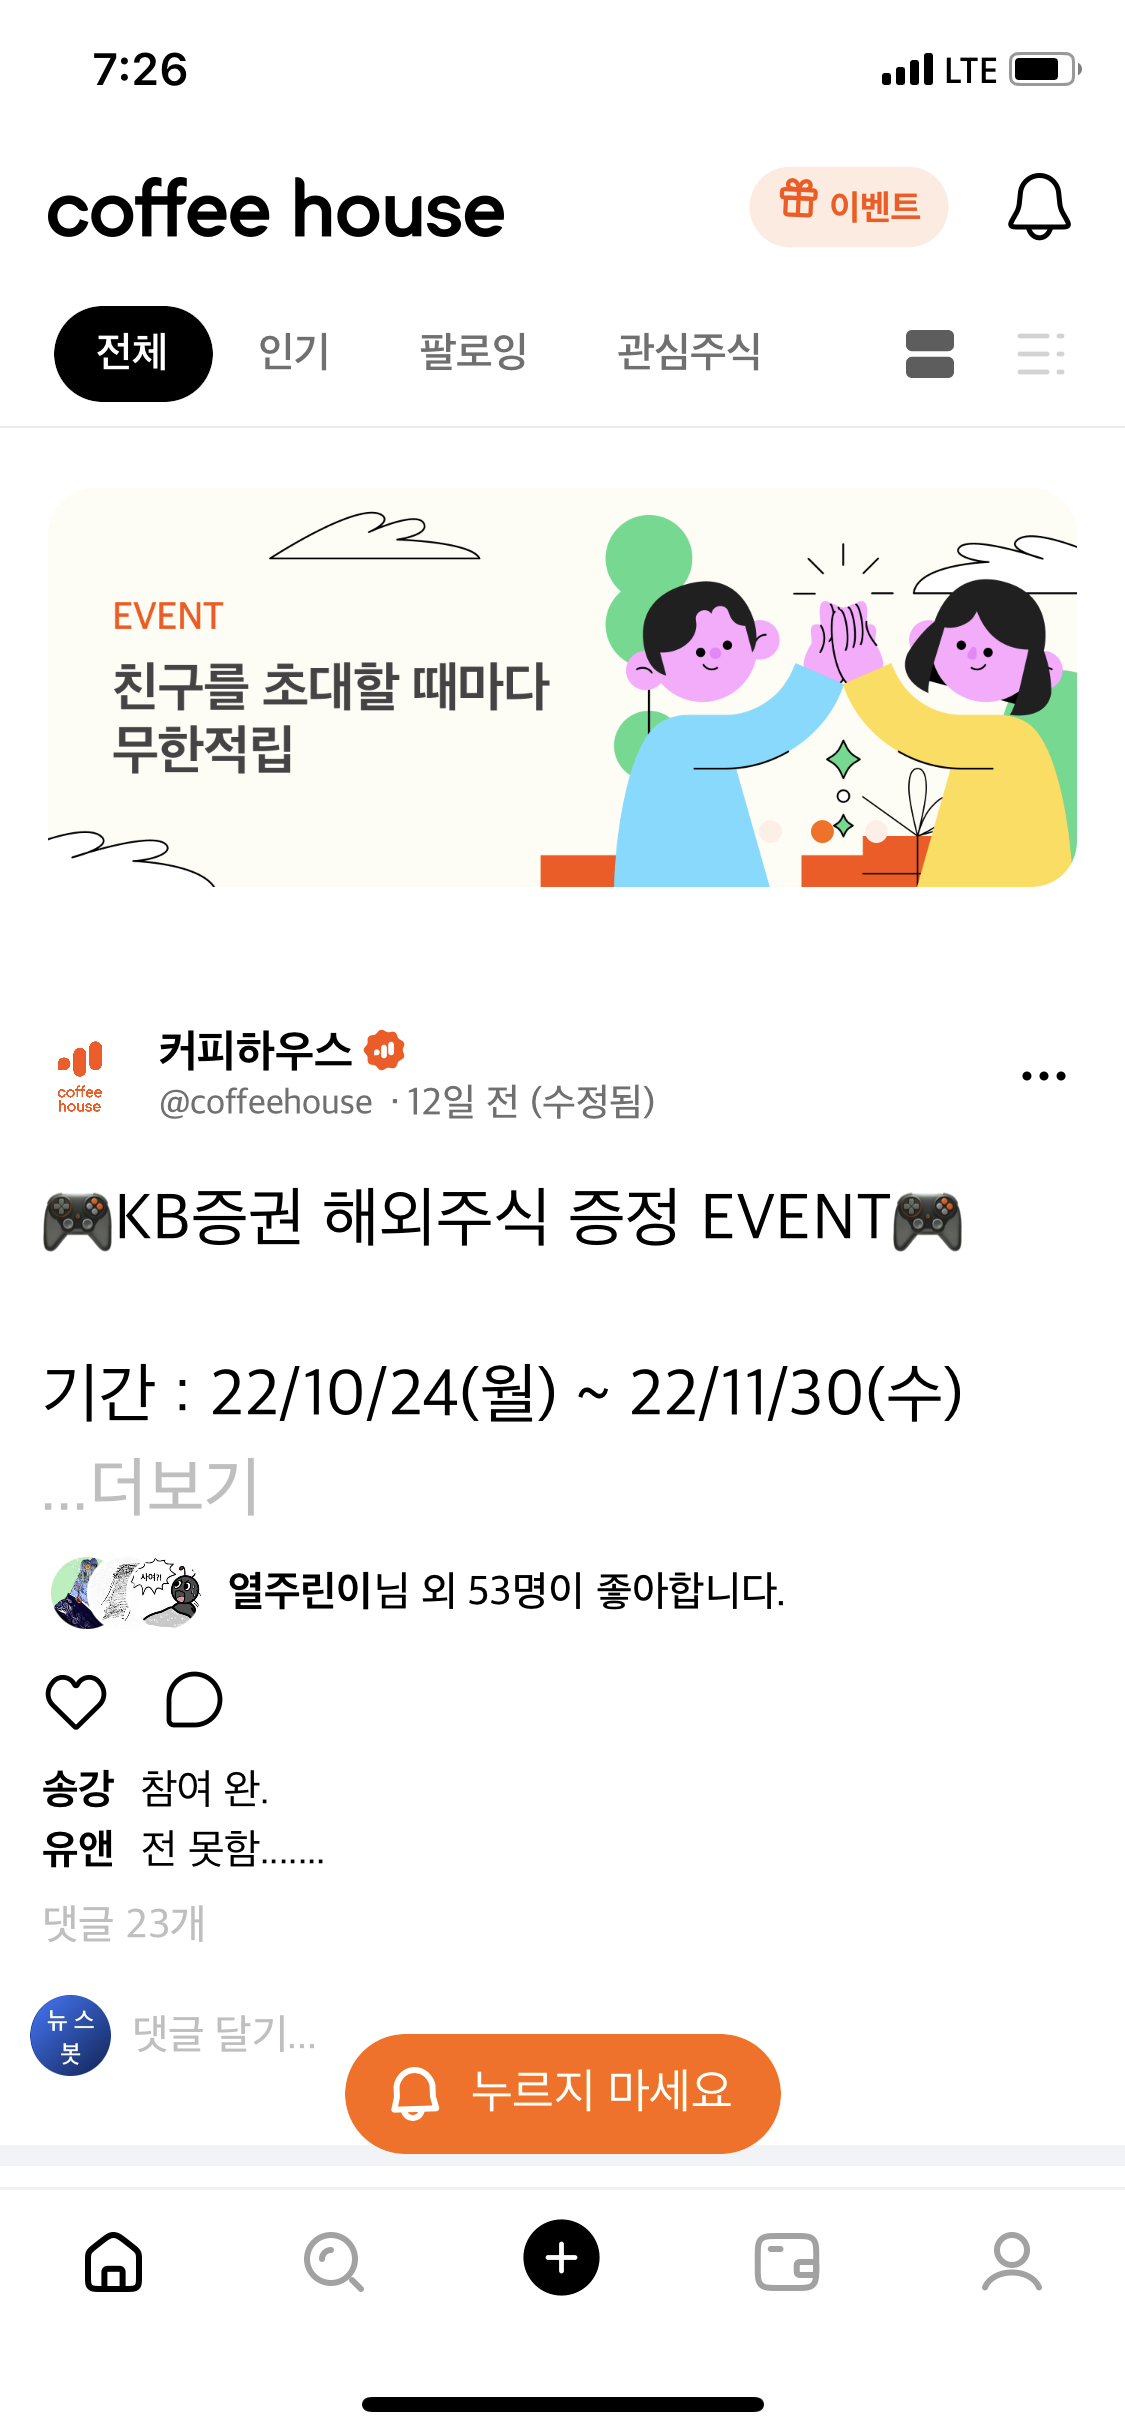 7:26
LTE
coffee house
이벤트
전체
인기
팔로잉
관심주식
EVENT
친구를 초대할 때마다
무한적립
커피하우스
coffee
house
@coffeehouse · 12일 전 (수정됨)
🎮KB증권 해외주식 증정 EVENT🎮
기간 : 22/10/24(월) ~ 22/11/30(수)
...더보기
사여?!
열주린이님 외 53명이 좋아합니다.
송강 참여 완.
유앤 전 못함.......
댓글 23개
뉴 스
봇
댓글 달기...
누르지 마세요